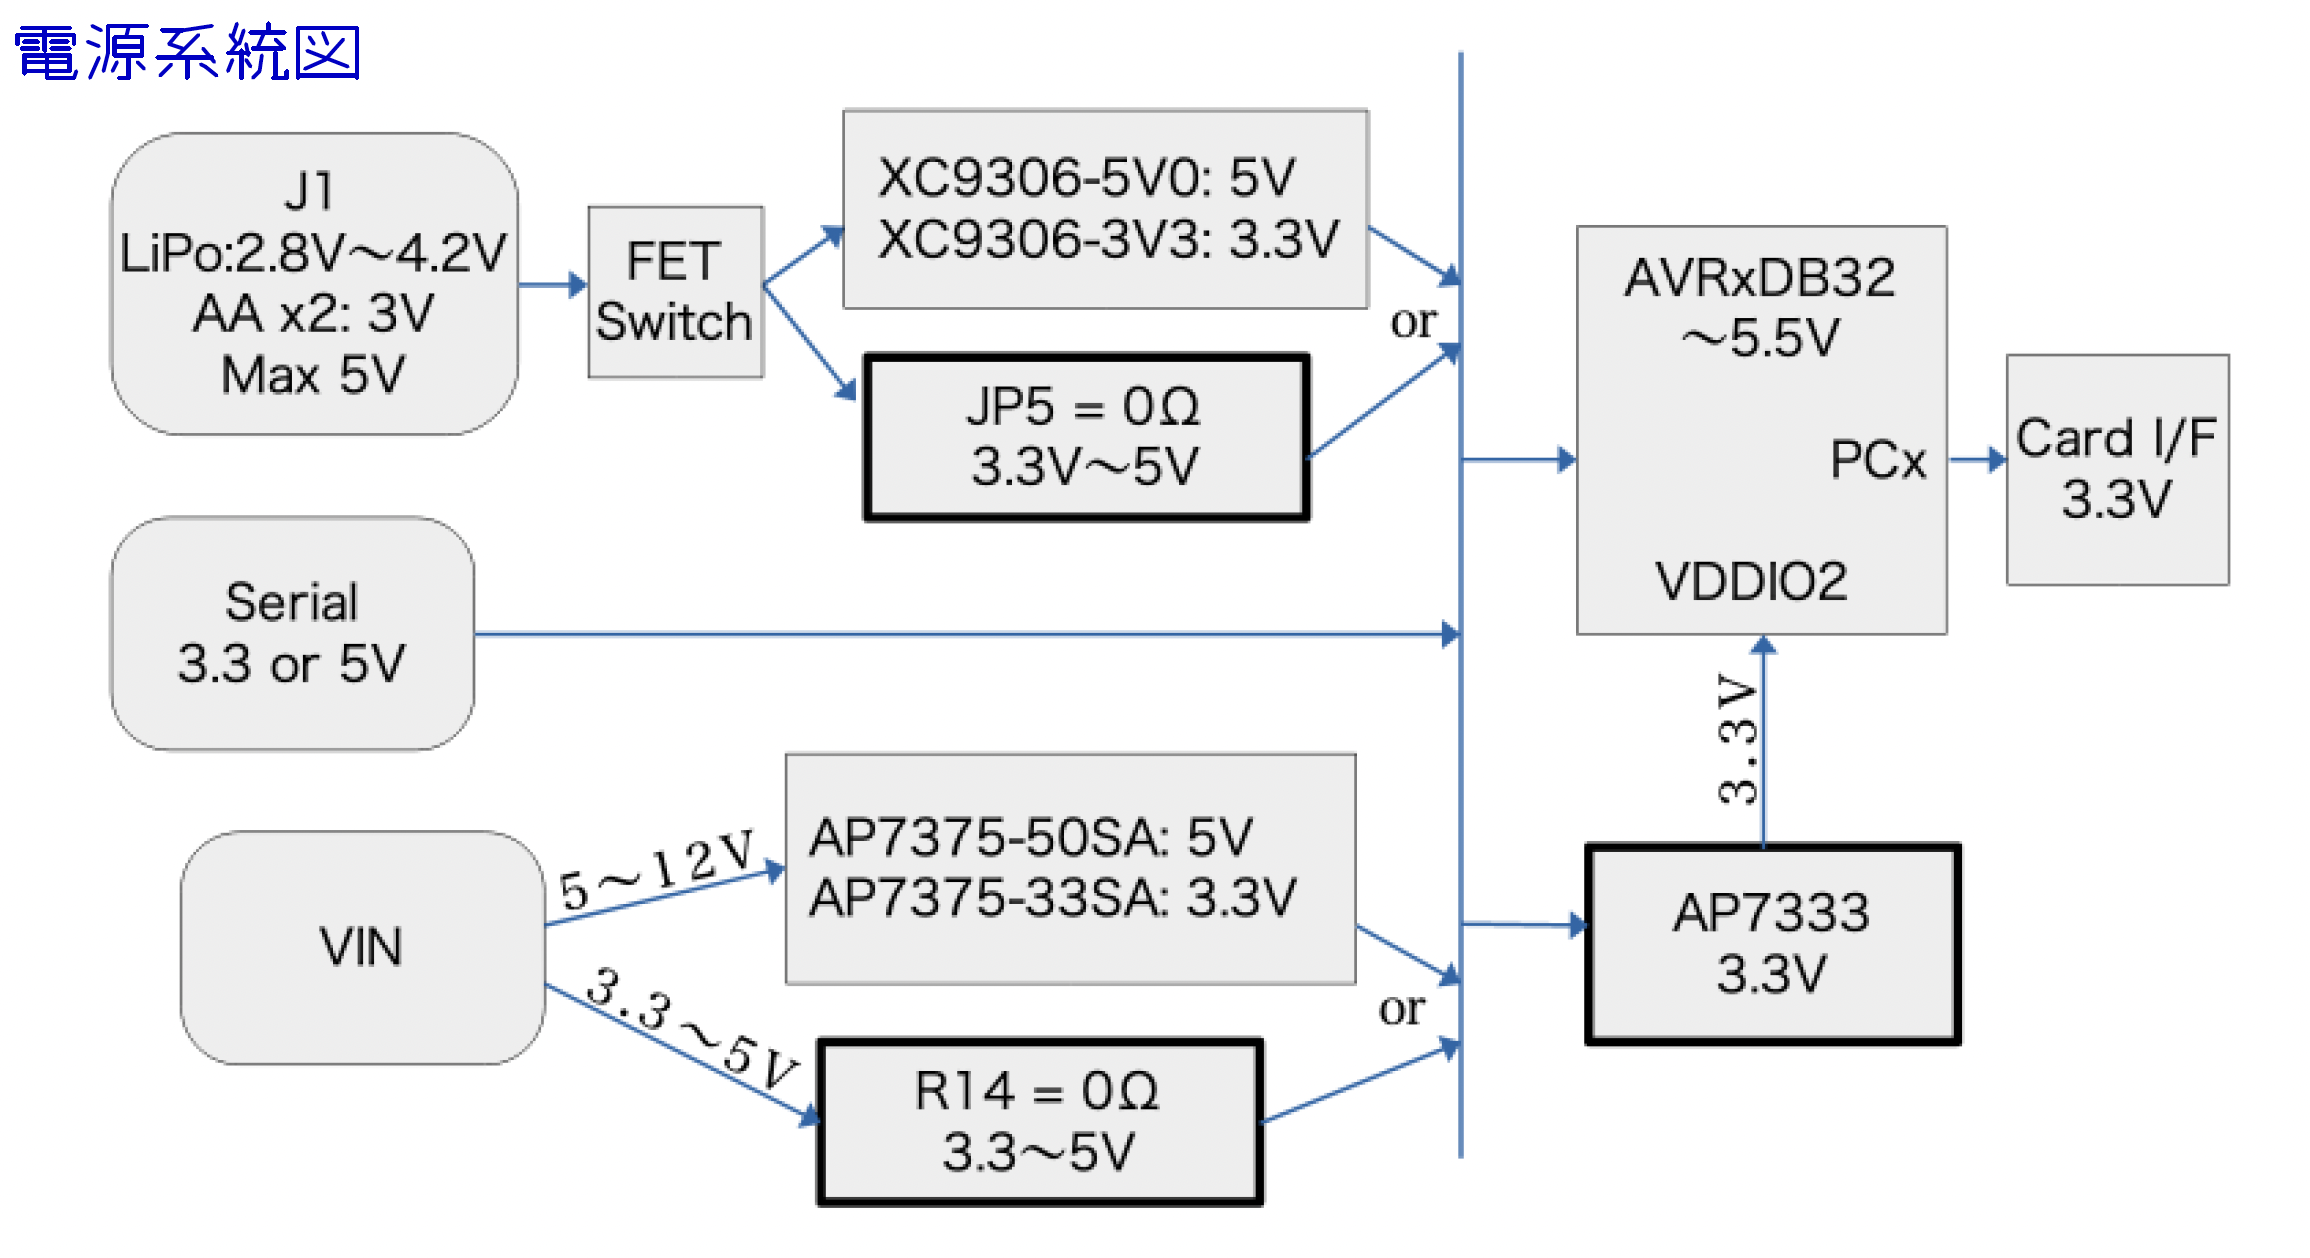 電源系統図
J1
LiPo:2.8V～4.2V
AA x2: 3V
Max 5V
FET
Switch
XC9306-5V0: 5V
XC9306-3V3: 3.3V
or
JP5 = 0Ω
3.3V～5V
AVRxDB32
～5.5V
PCx
VDDIO2
Card I/F
3.3V
Serial
3.3 or 5V
3.3V
VIN
5～12V
3.3～5V
AP7375-50SA: 5V
AP7375-33SA: 3.3V
or
R14 = 0Ω
3.3～5V
AP7333
3.3V